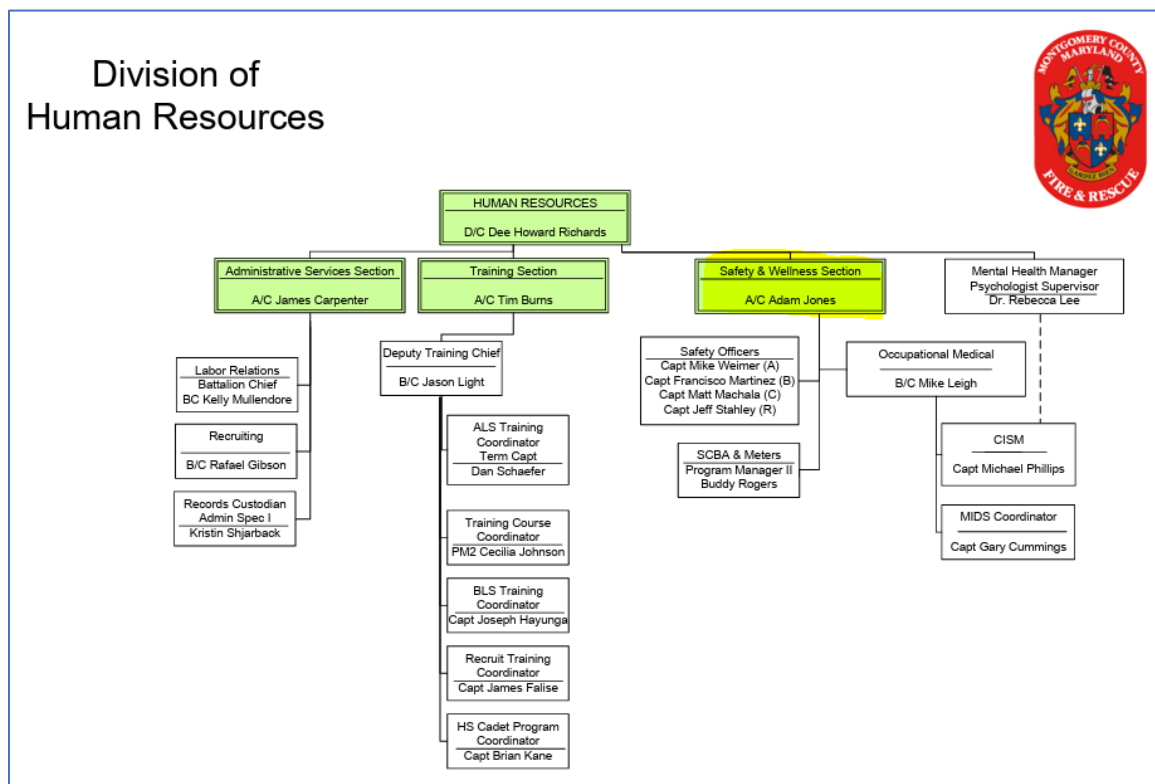 Division of
Human Resources
MONTGOMERY COUNTY
MARYLAND
GARDEZ BIEN
FIRE & RESCUE
HUMAN RESOURCES
D/C Dee Howard Richards
Administrative Services Section
A/C James Carpenter
Training Section
A/C Tim Burns
Safety & Wellness Section
A/C Adam Jones
Mental Health Manager
Psychologist Supervisor
Dr. Rebecca Lee
Labor Relations
Battalion Chief
BC Kelly Mullendore
Recruiting
B/C Rafael Gibson
Records Custodian
Admin Spec I
Kristin Shjarback
Deputy Training Chief
B/C Jason Light
ALS Training
Coordinator
Term Capt
Dan Schaefer
Training Course
Coordinator
PM2 Cecilia Johnson
BLS Training
Coordinator
Capt Joseph Hayunga
Recruit Training
Coordinator
Capt James Falise
HS Cadet Program
Coordinator
Capt Brian Kane
Safety Officers
Capt Mike Weimer (A)
Capt Francisco Martinez (B)
Capt Matt Machala (C)
Capt Jeff Stahley (R)
SCBA & Meters
Program Manager II
Buddy Rogers
Occupational Medical
B/C Mike Leigh
CISM
Capt Michael Phillips
MIDS Coordinator
Capt Gary Cummings